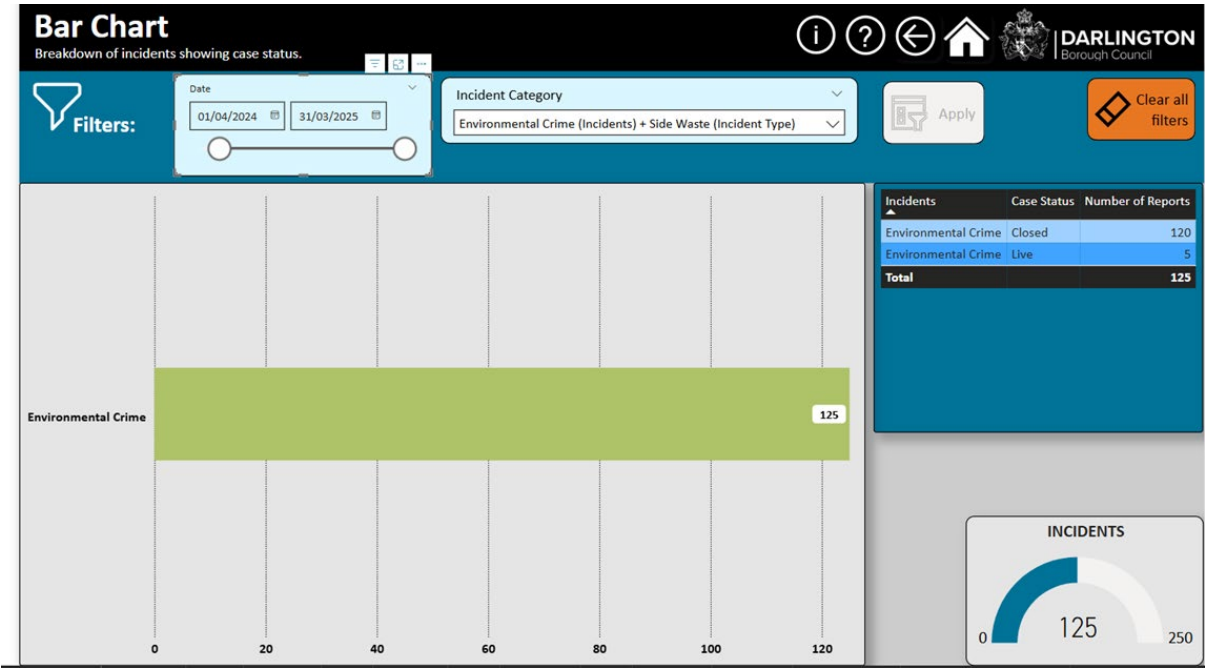 Bar Chart
Breakdown of incidents showing case status.
DARLINGTON
Borough Council
Filters:
Date
01/04/2024 31/03/2025
Incident Category
Environmental Crime (Incidents) + Side Waste (Incident Type)
Apply
Clear all
filters
Environmental Crime
125
0 20 40 60 80 100 120
Incidents Case Status Number of Reports
Environmental Crime Closed 120
Environmental Crime Live 5
Total 125
INCIDENTS
125
0 250